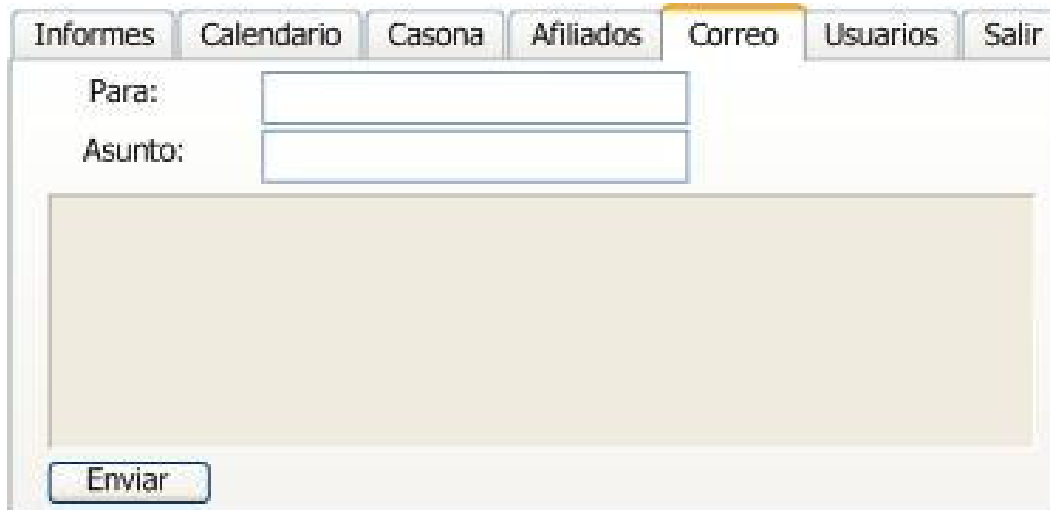 Informes Calendario Casona Afiliados Correo Usuarios Salir
Para:
Asunto:
Enviar